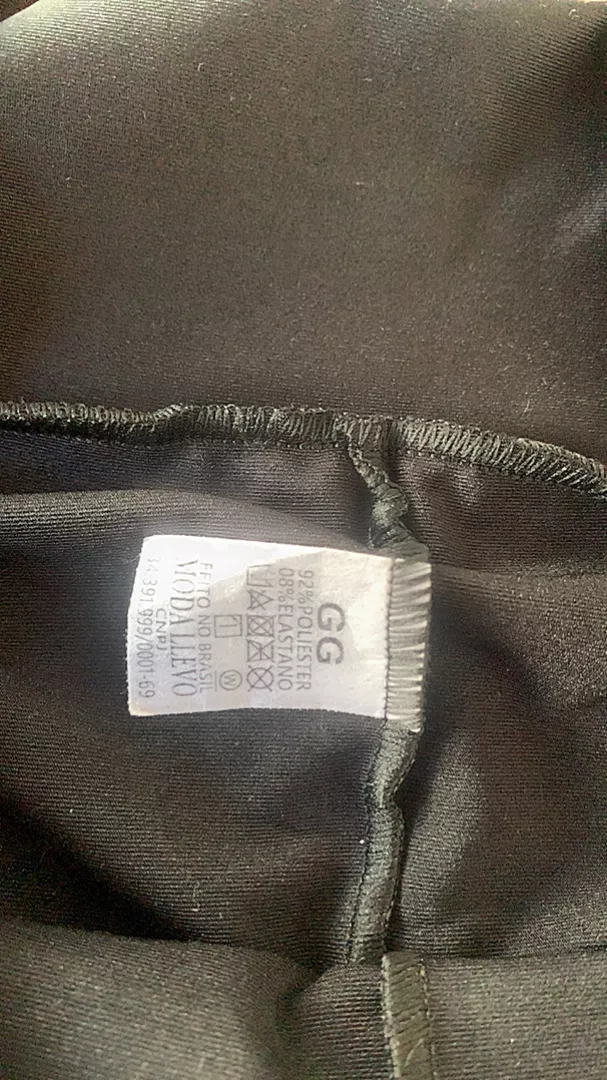 GG
92%POLIESTER
08%ELASTANO
FEITO NO BRASIL
MODA LLEVO
CNPJ
34.391.999/0001-69